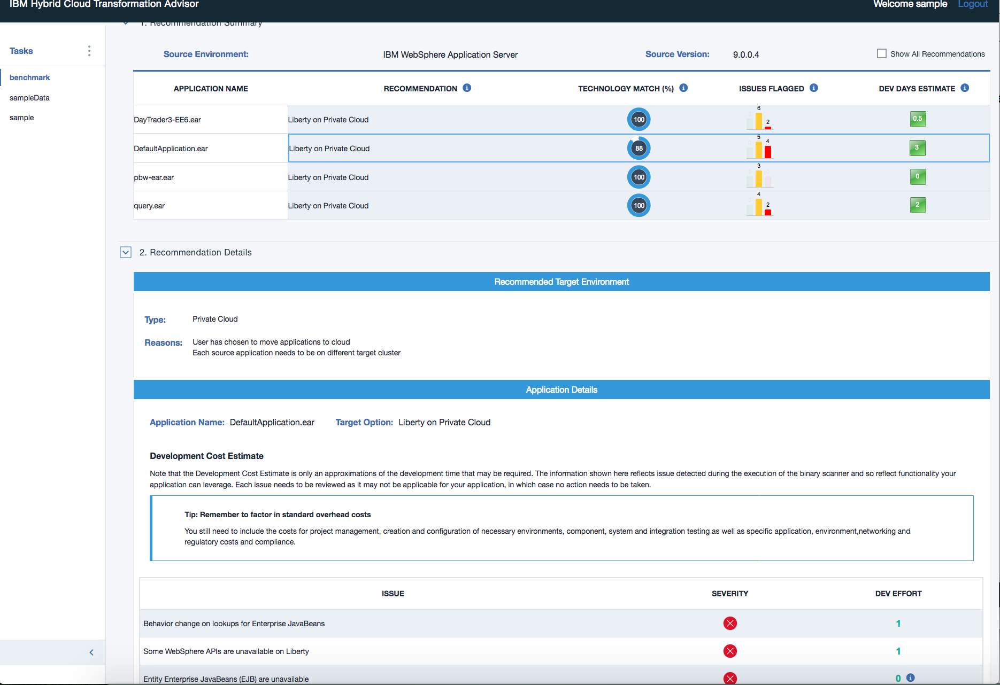 IBM Hybrid Cloud Transformation Advisor
Welcome sample Logout
1. Recommendation Summary
Tasks
benchmark
sampleData
sample
Source Environment: IBM WebSphere Application Server Source Version: 9.0.0.4 Show All Recommendations
APPLICATION NAME RECOMMENDATION TECHNOLOGY MATCH (%) ISSUES FLAGGED DEV DAYS ESTIMATE
DayTrader3-EE6.ear Liberty on Private Cloud 100 0 6 2 0.5
DefaultApplication.ear Liberty on Private Cloud 88 0 5 4 3
pbw-ear.ear Liberty on Private Cloud 100 0 3 0 0
query.ear Liberty on Private Cloud 100 0 4 2 2
2. Recommendation Details
Recommended Target Environment
Type: Private Cloud
Reasons: User has chosen to move applications to cloud
Each source application needs to be on different target cluster
Application Details
Application Name: DefaultApplication.ear Target Option: Liberty on Private Cloud
Development Cost Estimate
Note that the Development Cost Estimate is only an approximations of the development time that may be required. The information shown here reflects issue detected during the execution of the binary scanner and so reflect functionality your
application can leverage. Each issue needs to be reviewed as it may not be applicable for your application, in which case no action needs to be taken.
Tip: Remember to factor in standard overhead costs
You still need to include the costs for project management, creation and configuration of necessary environments, component, system and integration testing as well as specific application, environment,networking and
regulatory costs and compliance.
ISSUE SEVERITY DEV EFFORT
Behavior change on lookups for Enterprise JavaBeans 1
Some WebSphere APIs are unavailable on Liberty 1
Entity Enterprise JavaBeans (EJB) are unavailable 0